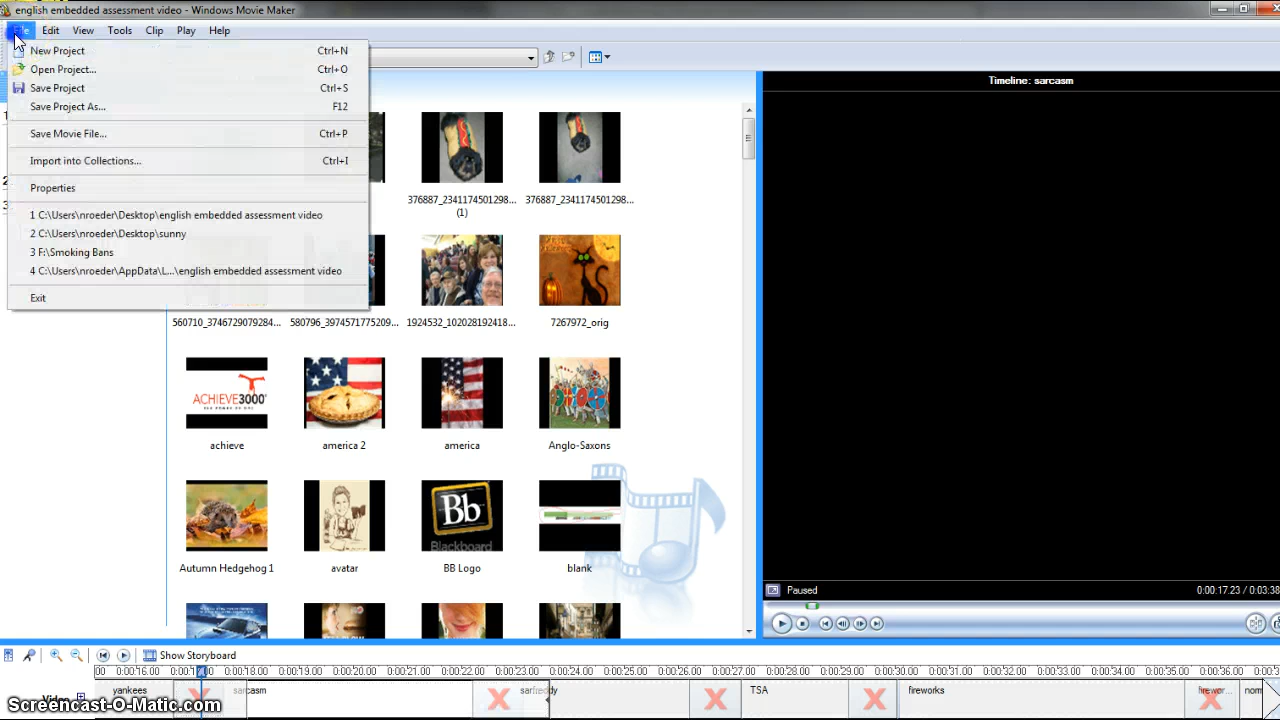 english embedded assessment video - Windows Movie Maker
File Edit View Tools Clip Play Help
New Project Ctrl+N
Open Project... Ctrl+O
Save Project Ctrl+S
Save Project As... F12
Save Movie File... Ctrl+P
Import into Collections... Ctrl+I
Properties
1 C:\Users\nroeder\Desktop\english embedded assessment video
2 C:\Users\nroeder\Desktop\sunny
3 F:\Smoking Bans
4 C:\Users\nroeder\AppData\L...\english embedded assessment video
Exit
Timeline: sarcasm
376887_2341174501298... 376887_2341174501298...
(1)
560710_3746729079284... 580796_3974571775209... 1924532_102028192418... 7267972_orig
ACHIEVE3000
achieve america 2 america Anglo-Saxons
Bb
Blackboard
Autumn Hedgehog 1 avatar BB Logo blank
Paused 0:00:17.23 / 0:03:38
Show Storyboard
00 0:00:16.00 0:00:18.00 0:00:19.00 0:00:20.00 0:00:21.00 0:00:22.00 0:00:23.00 0:00:24.00 0:00:25.00 0:00:26.00 0:00:27.00 0:00:28.00 0:00:29.00 0:00:30.00 0:00:31.00 0:00:32.00 0:00:33.00 0:00:34.00 0:00:35.00 0:00:36.00
Video yankees sarcasm sarfreddy TSA fireworks firewor... nom
Screencast-O-Matic.com